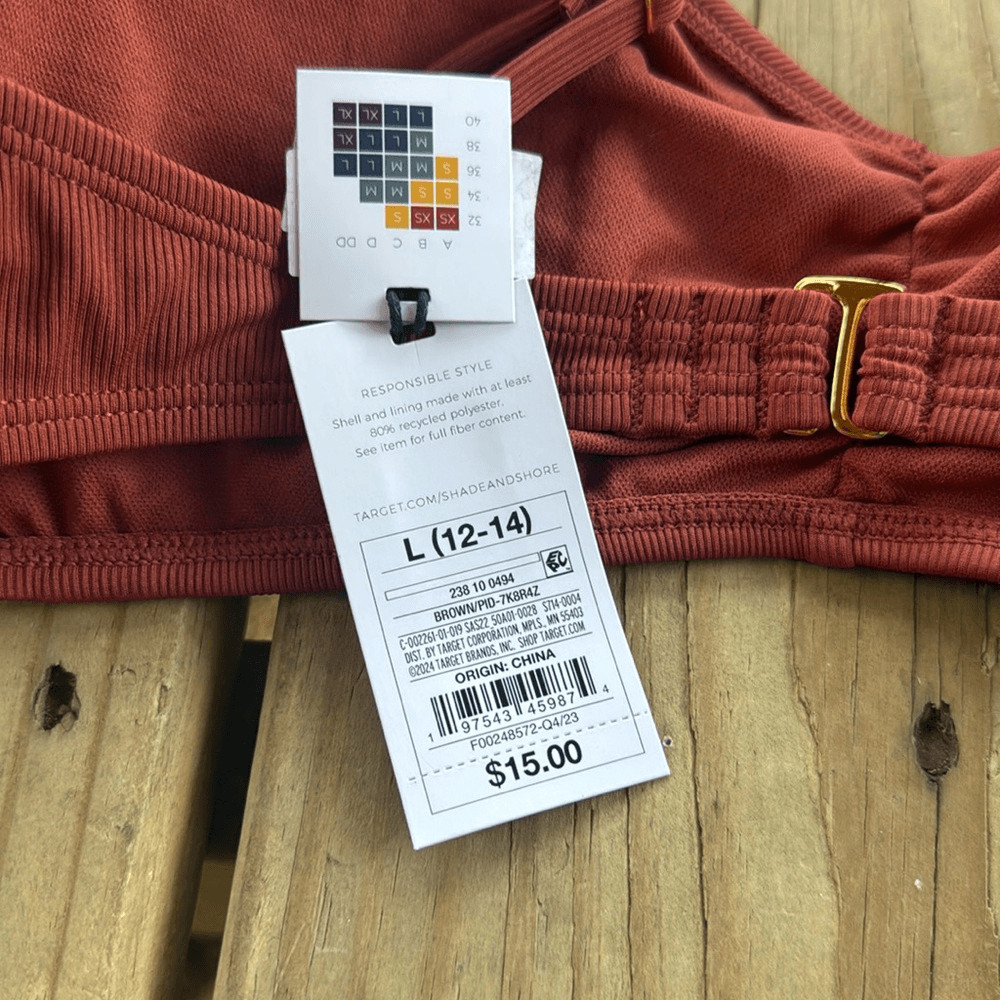 A B C D DD
32 XS XS S
34 S S M M
36 S M M L L
38 M L L XL
40 L L XL XL
RESPONSIBLE STYLE
Shell and lining made with at least
80% recycled polyester.
See item for full fiber content.
TARGET.COM/SHADEANDSHORE
L (12-14)
238 10 0494
BROWN/PID-7K8R4Z
C-002261-01-019 SAS22 50A01-0028 ST14-0004
DIST. BY TARGET CORPORATION, MPLS., MN 55403
©2024 TARGET BRANDS, INC. SHOP TARGET.COM
ORIGIN: CHINA
1 97543 45987 4
F00248572-Q4/23
$15.00